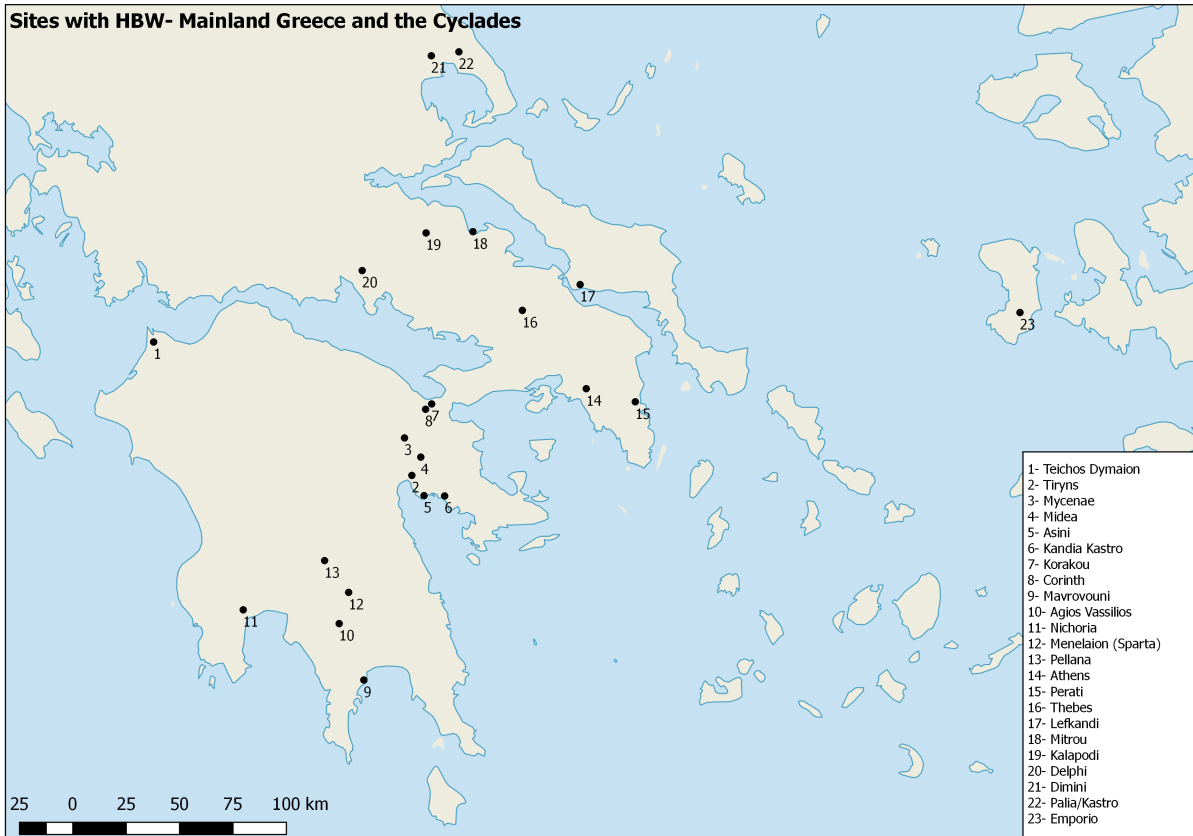 Sites with HBW- Mainland Greece and the Cyclades
21
22
19
18
20
17
16
23
1
14
15
7
8
3
4
2
5
6
13
12
11
10
9
1- Teichos Dymaion
2- Tiryns
3- Mycenae
4- Midea
5- Asini
6- Kandia Kastro
7- Korakou
8- Corinth
9- Mavrovouni
10- Agios Vassilios
11- Nichoria
12- Menelaion (Sparta)
13- Pellana
14- Athens
15- Perati
16- Thebes
17- Lefkandi
18- Mitrou
19- Kalapodi
20- Delphi
21- Dimini
22- Palia/Kastro
23- Emporio
25 0 25 50 75 100 km